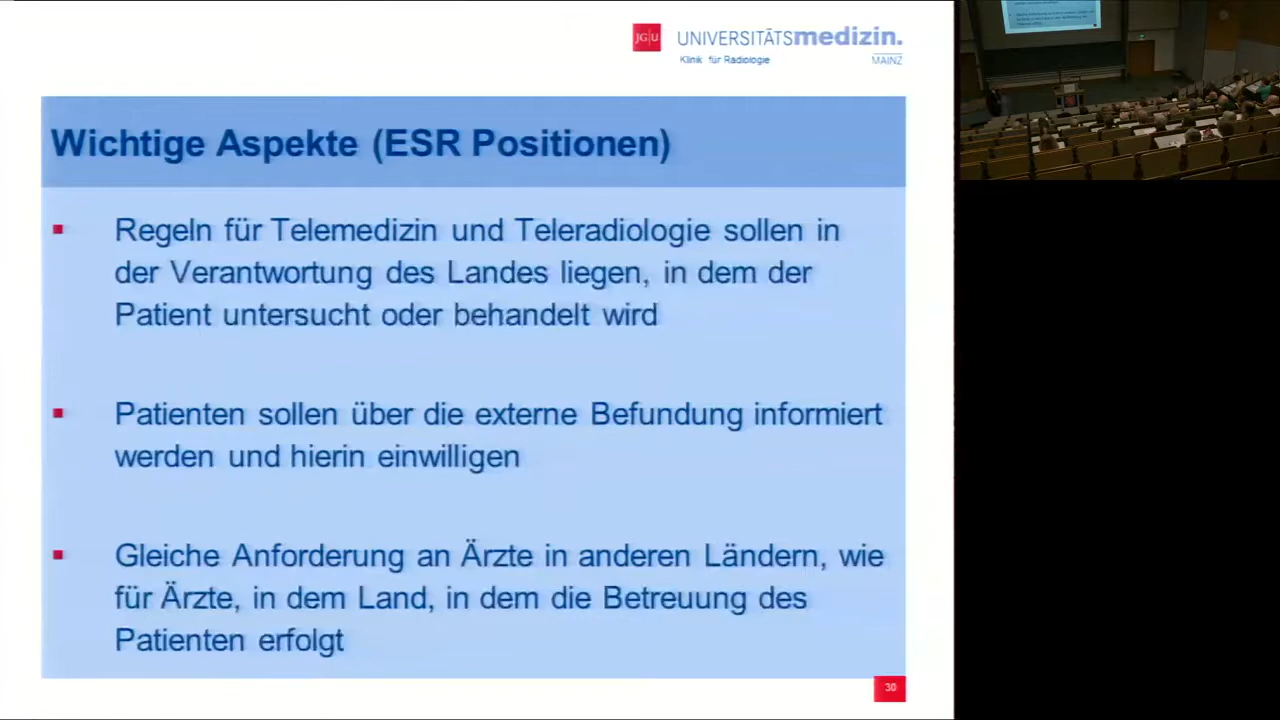 JG|U UNIVERSITÄTSmedizin.
Klinik für Radiologie MAINZ
Wichtige Aspekte (ESR Positionen)
Regeln für Telemedizin und Teleradiologie sollen in
der Verantwortung des Landes liegen, in dem der
Patient untersucht oder behandelt wird
Patienten sollen über die externe Befundung informiert
werden und hierin einwilligen
Gleiche Anforderung an Ärzte in anderen Ländern, wie
für Ärzte, in dem Land, in dem die Betreuung des
Patienten erfolgt
30